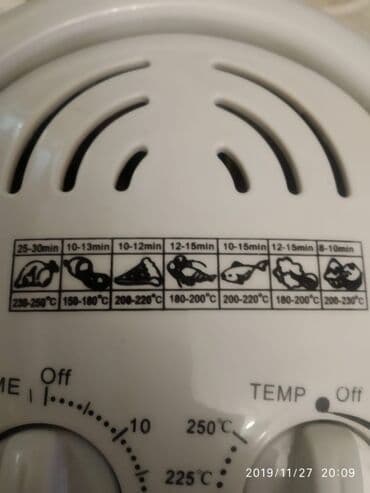 25-30min 10-13min 10-12min 12-15min 10-15min 12-15min 8-10min
230-250°C 150-180°C 200-220°C 180-200°C 200-220°C 180-200°C 200-230°C
ME Off TEMP Off
10 250℃
225℃
2019/11/27 20:09